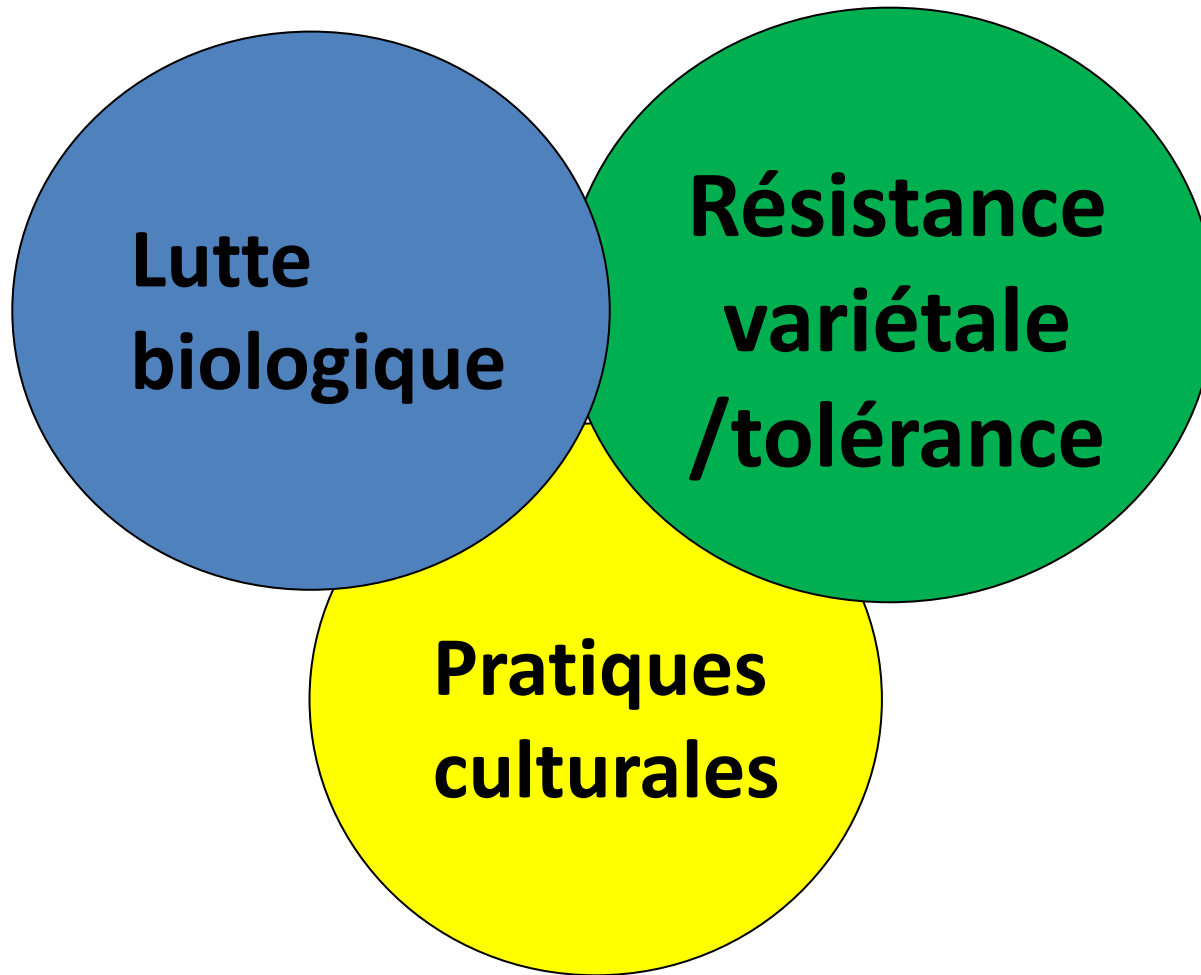 Lutte
biologique
Résistance
variétale
/tolérance
Pratiques
culturales